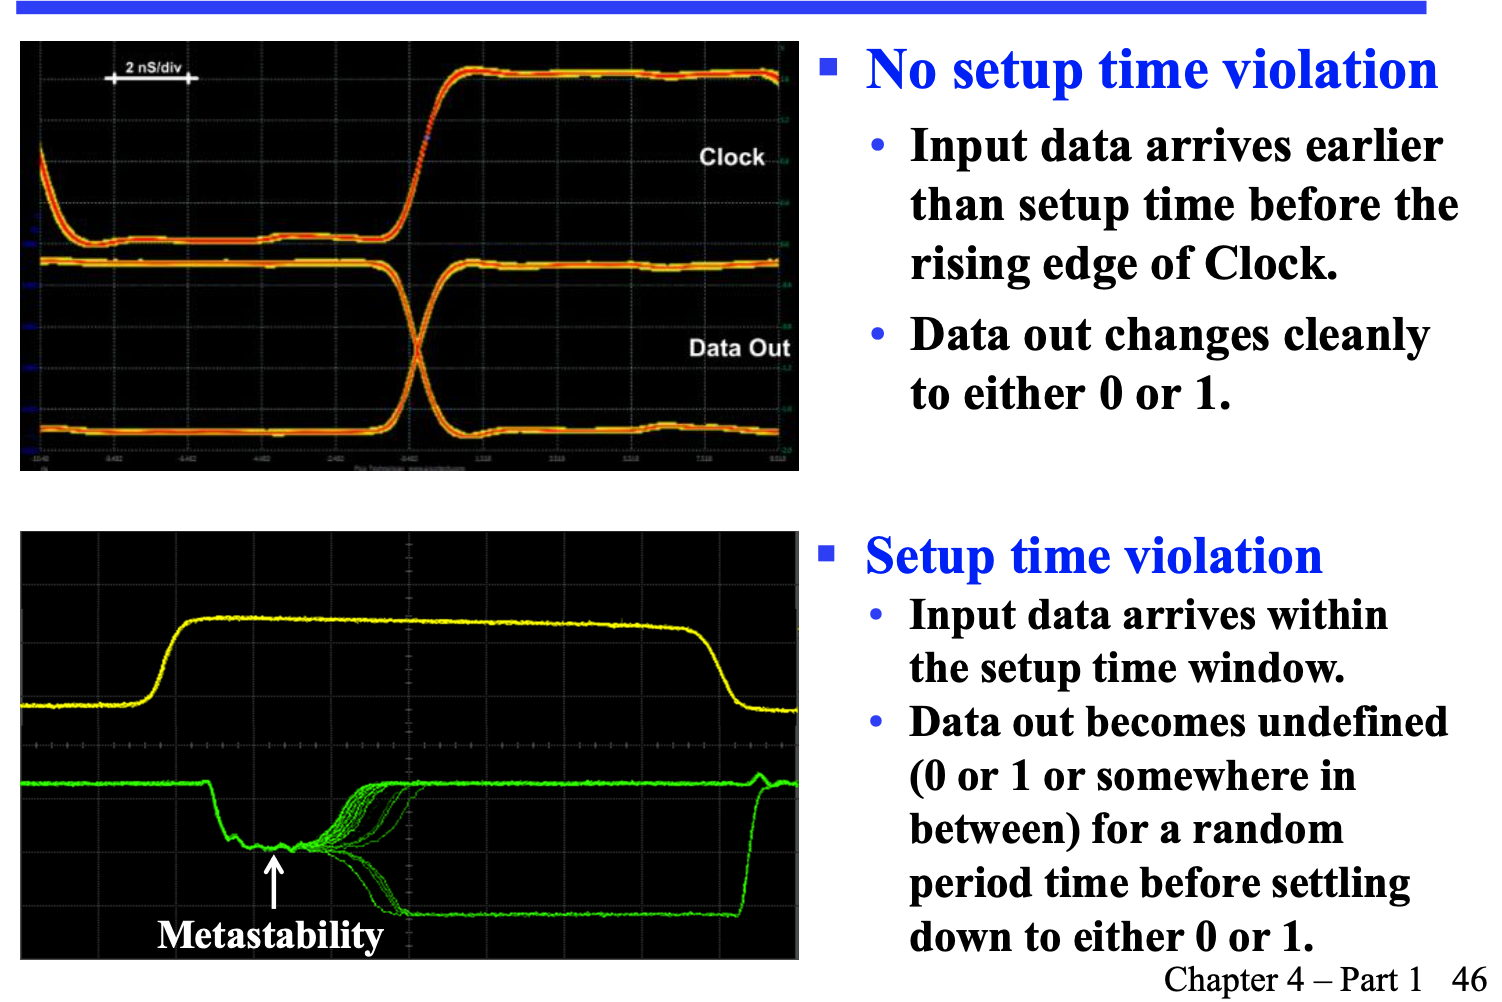 2 nS/div
Clock
Data Out
No setup time violation
Input data arrives earlier
than setup time before the
rising edge of Clock.
Data out changes cleanly
to either 0 or 1.
Metastability
Setup time violation
Input data arrives within
the setup time window.
Data out becomes undefined
(0 or 1 or somewhere in
between) for a random
period time before settling
down to either 0 or 1.
Chapter 4 – Part 1 46